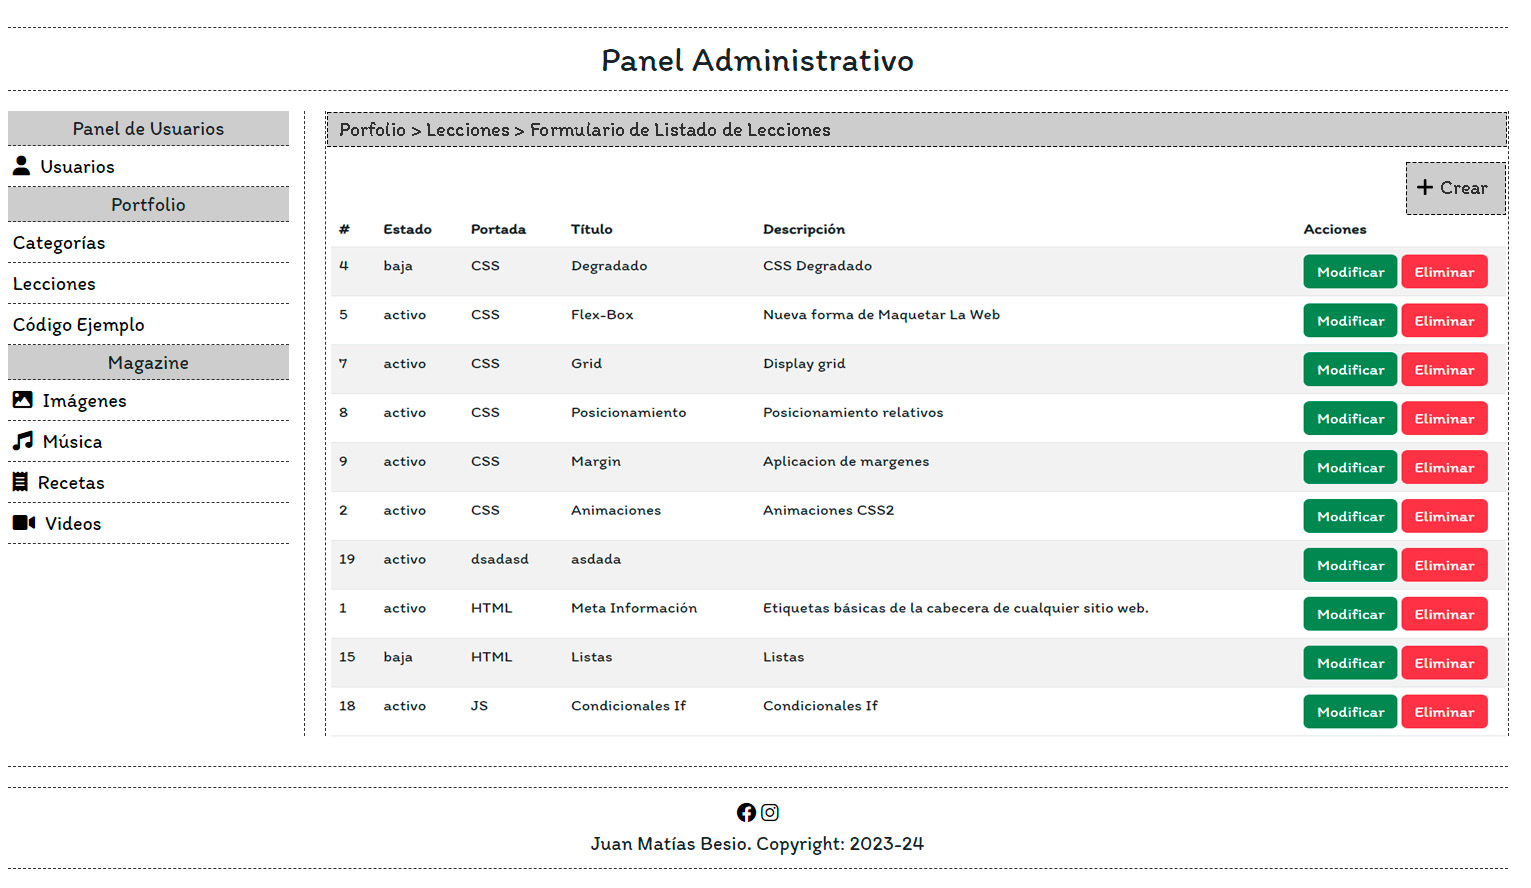 Panel Administrativo
Panel de Usuarios
Usuarios
Portfolio
Categorías
Lecciones
Código Ejemplo
Magazine
Imágenes
Música
Recetas
Videos
Porfolio > Lecciones > Formulario de Listado de Lecciones
+ Crear
# Estado Portada Título Descripción Acciones
4 baja CSS Degradado CSS Degradado Modificar Eliminar
5 activo CSS Flex-Box Nueva forma de Maquetar La Web Modificar Eliminar
7 activo CSS Grid Display grid Modificar Eliminar
8 activo CSS Posicionamiento Posicionamiento relativos Modificar Eliminar
9 activo CSS Margin Aplicacion de margenes Modificar Eliminar
2 activo CSS Animaciones Animaciones CSS2 Modificar Eliminar
19 activo dsadasd asdada Modificar Eliminar
1 activo HTML Meta Información Etiquetas básicas de la cabecera de cualquier sitio web. Modificar Eliminar
15 baja HTML Listas Listas Modificar Eliminar
18 activo JS Condicionales If Condicionales If Modificar Eliminar
Juan Matías Besio. Copyright: 2023-24